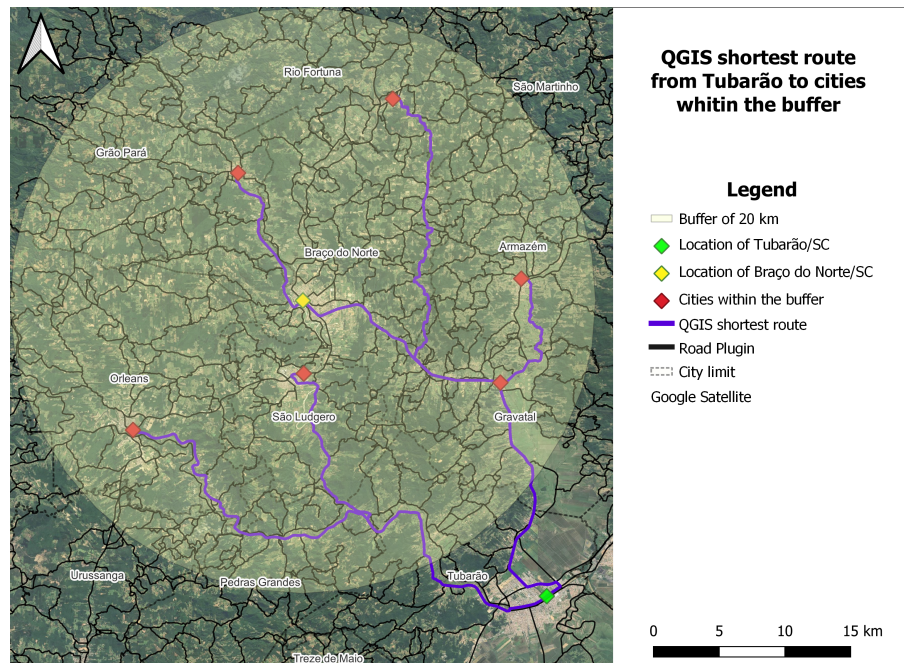 QGIS shortest route
from Tubarão to cities
whitin the buffer
Rio Fortuna
São Martinho
Grão Pará
Braço do Norte
Armazém
Orleans
São Ludgero
Gravatal
Urussanga
Pedras Grandes
Tubarão
Treze de Maio
Legend
Buffer of 20 km
Location of Tubarão/SC
Location of Braço do Norte/SC
Cities within the buffer
QGIS shortest route
Road Plugin
City limit
Google Satellite
0 5 10 15 km